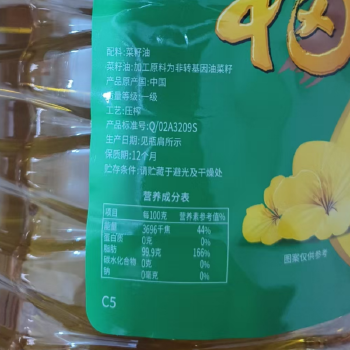 配料:菜籽油
菜籽油:加工原料为非转基因油菜籽
产品原产国:中国
质量等级:一级
工艺:压榨
产品标准号:Q/02A3209S
生产日期:见瓶肩所示
保质期:12个月
贮存条件:请贮藏于避光及干燥处
营养成分表
项目 每100克 营养素参考值%
能量 3696千焦 44%
蛋白质 0克 0%
脂肪 99.9克 166%
碳水化合物 0克 0%
钠 0毫克 0%
图案仅供参考
C5